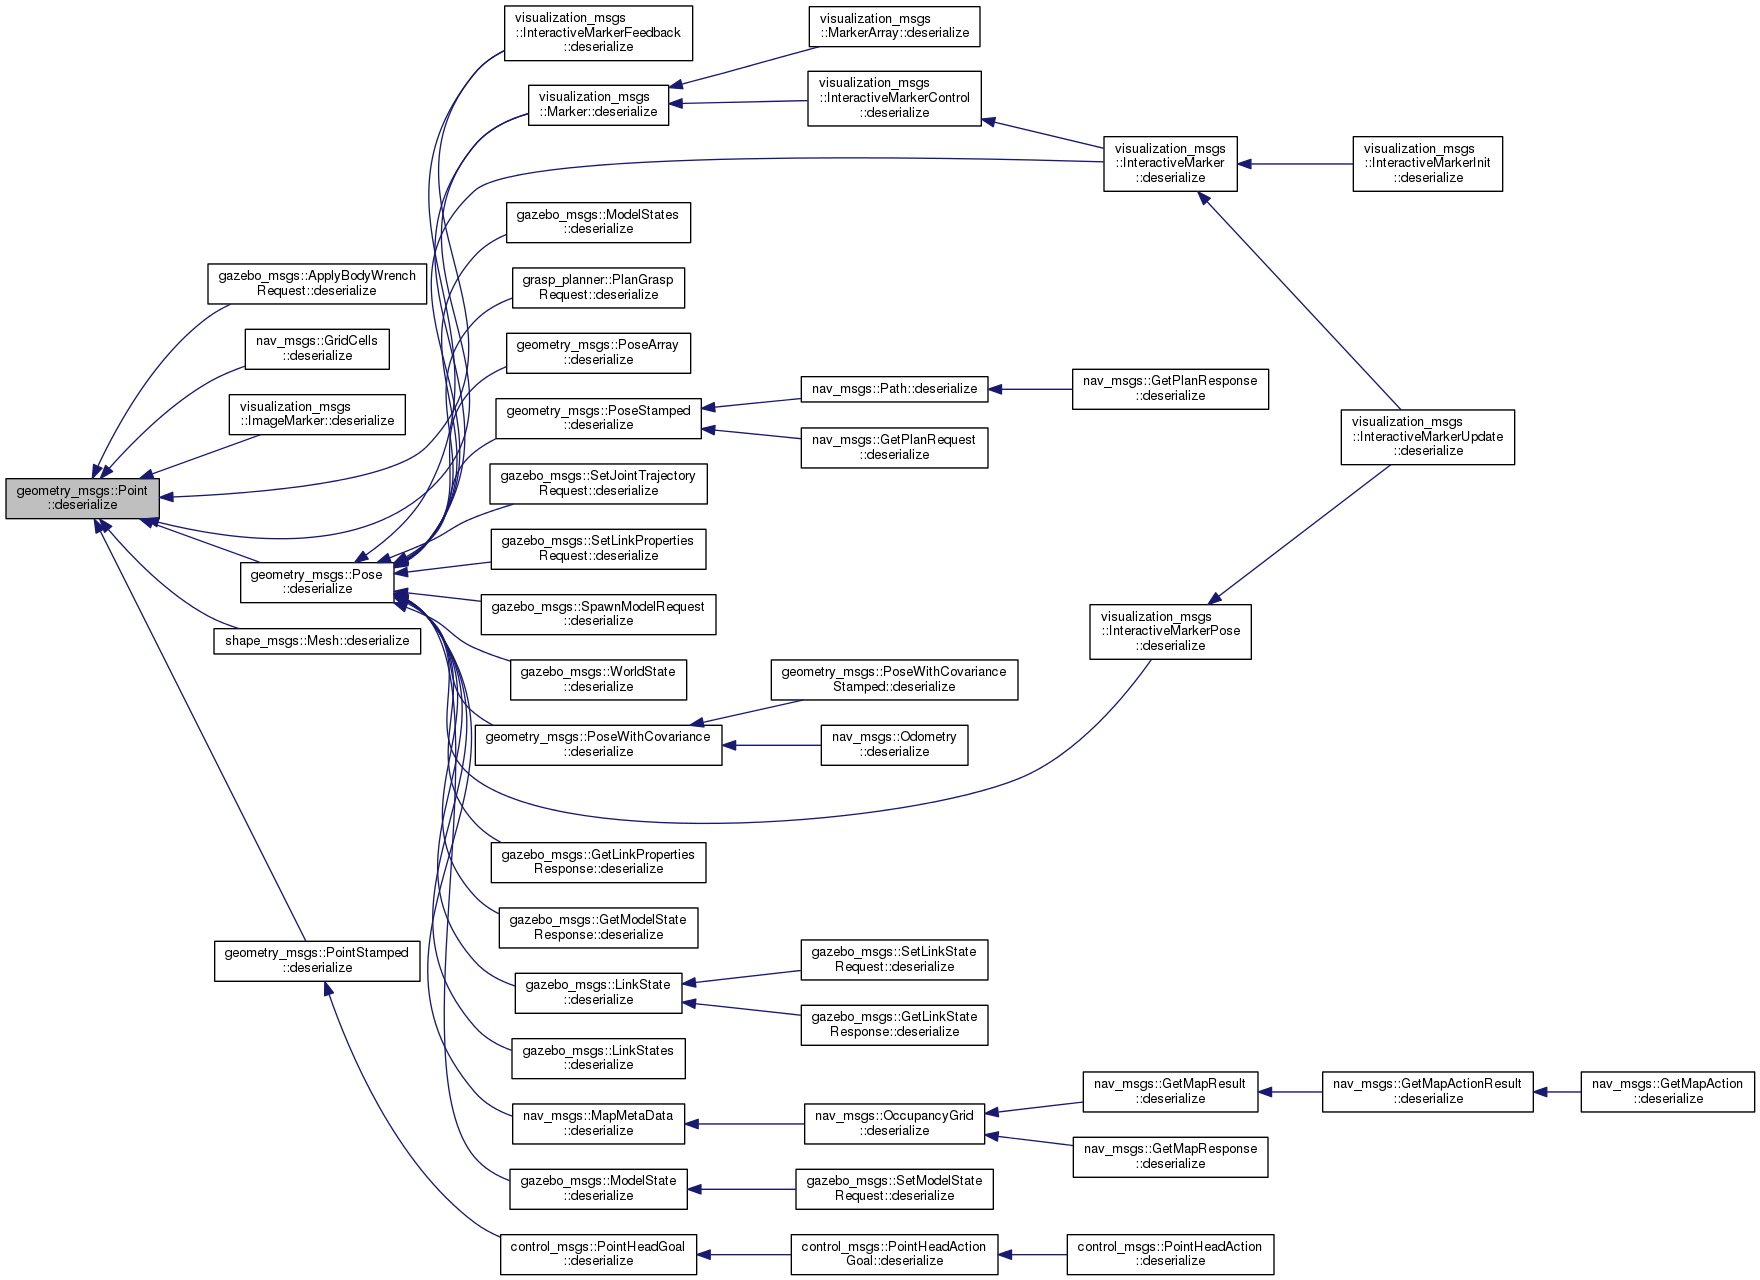 visualization_msgs
::InteractiveMarkerFeedback
::deserialize
visualization_msgs
::MarkerArray::deserialize
visualization_msgs
::Marker::deserialize
visualization_msgs
::InteractiveMarkerControl
::deserialize
visualization_msgs
::InteractiveMarker
::deserialize
visualization_msgs
::InteractiveMarkerInit
::deserialize
gazebo_msgs::ModelStates
::deserialize
gazebo_msgs::ApplyBodyWrench
Request::deserialize
grasp_planner::PlanGrasp
Request::deserialize
nav_msgs::GridCells
::deserialize
geometry_msgs::PoseArray
::deserialize
nav_msgs::Path::deserialize
nav_msgs::GetPlanResponse
::deserialize
visualization_msgs
::ImageMarker::deserialize
geometry_msgs::PoseStamped
::deserialize
nav_msgs::GetPlanRequest
::deserialize
visualization_msgs
::InteractiveMarkerUpdate
::deserialize
geometry_msgs::Point
::deserialize
gazebo_msgs::SetJointTrajectory
Request::deserialize
gazebo_msgs::SetLinkProperties
Request::deserialize
geometry_msgs::Pose
::deserialize
gazebo_msgs::SpawnModelRequest
::deserialize
visualization_msgs
::InteractiveMarkerPose
::deserialize
shape_msgs::Mesh::deserialize
gazebo_msgs::WorldState
::deserialize
geometry_msgs::PoseWithCovariance
Stamped::deserialize
geometry_msgs::PoseWithCovariance
::deserialize
nav_msgs::Odometry
::deserialize
gazebo_msgs::GetLinkProperties
Response::deserialize
gazebo_msgs::GetModelState
Response::deserialize
geometry_msgs::PointStamped
::deserialize
gazebo_msgs::SetLinkState
Request::deserialize
gazebo_msgs::LinkState
::deserialize
gazebo_msgs::GetLinkState
Response::deserialize
gazebo_msgs::LinkStates
::deserialize
nav_msgs::GetMapResult
::deserialize
nav_msgs::GetMapActionResult
::deserialize
nav_msgs::GetMapAction
::deserialize
nav_msgs::MapMetaData
::deserialize
nav_msgs::OccupancyGrid
::deserialize
nav_msgs::GetMapResponse
::deserialize
gazebo_msgs::ModelState
::deserialize
gazebo_msgs::SetModelState
Request::deserialize
control_msgs::PointHeadGoal
::deserialize
control_msgs::PointHeadAction
Goal::deserialize
control_msgs::PointHeadAction
::deserialize